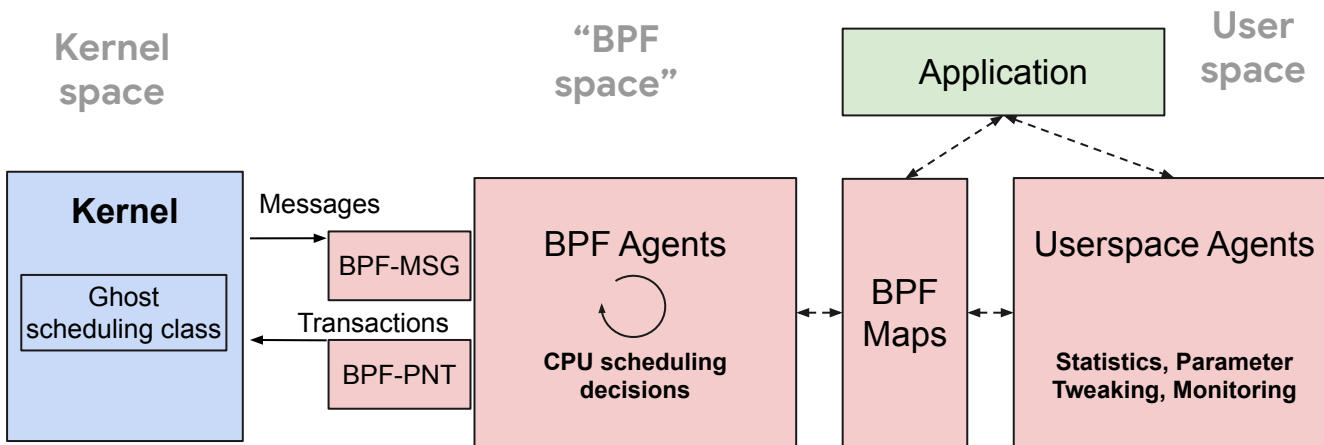 Kernel
space
“BPF
space”
User
space
Application
Kernel
Ghost
scheduling class
Messages
Transactions
BPF-MSG
BPF-PNT
BPF Agents
CPU scheduling
decisions
BPF
Maps
Userspace Agents
Statistics, Parameter
Tweaking, Monitoring